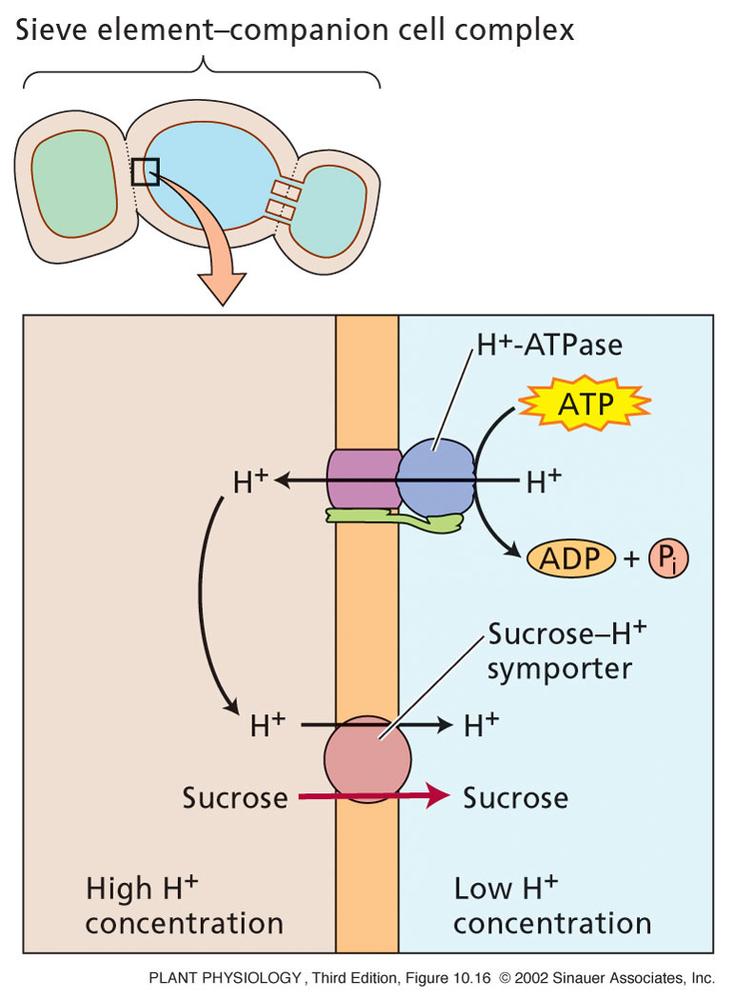 Sieve element–companion cell complex
H+-ATPase
ATP
H+
H+
ADP + Pi
Sucrose–H+
symporter
H+
H+
Sucrose
Sucrose
High H+
concentration
Low H+
concentration
PLANT PHYSIOLOGY, Third Edition, Figure 10.16 © 2002 Sinauer Associates, Inc.